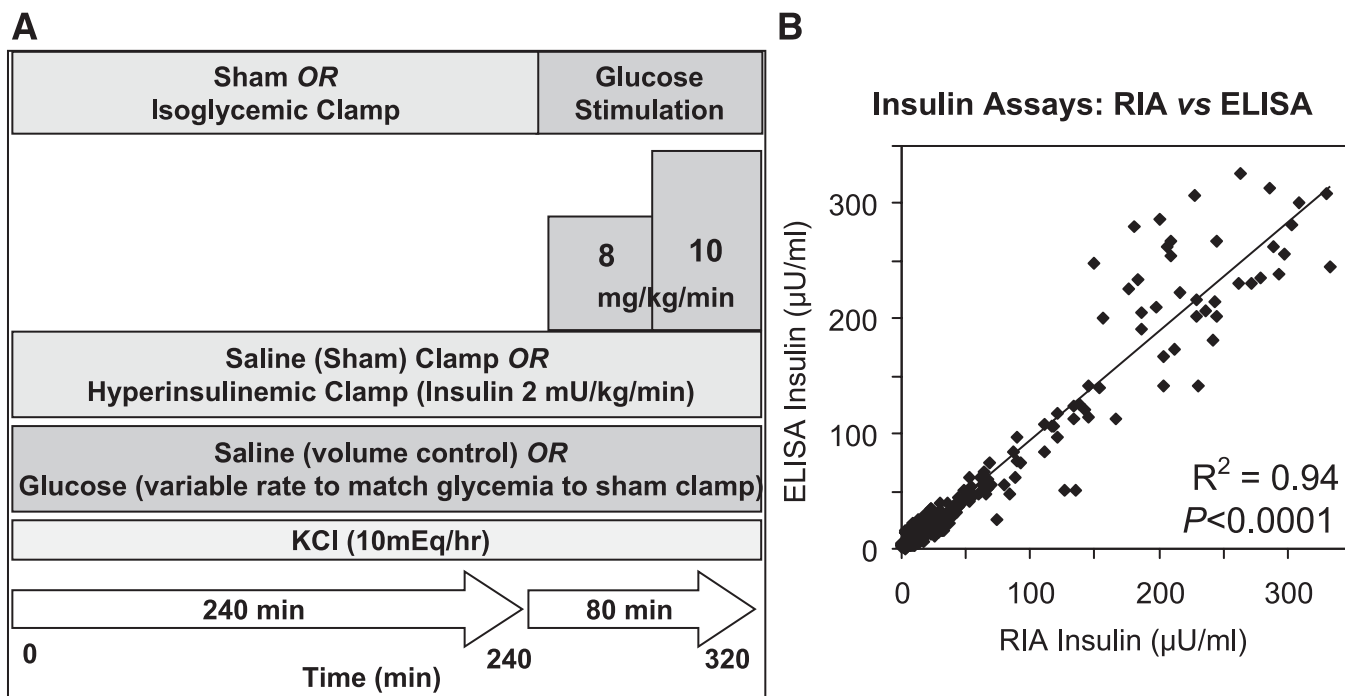 A
Sham OR
Isoglycemic Clamp
Glucose
Stimulation
8
10
mg/kg/min
Saline (Sham) Clamp OR
Hyperinsulinemic Clamp (Insulin 2 mU/kg/min)
Saline (volume control) OR
Glucose (variable rate to match glycemia to sham clamp)
KCl (10mEq/hr)
240 min
80 min
0
240
320
Time (min)
B
Insulin Assays: RIA vs ELISA
ELISA Insulin (µU/ml)
300
200
100
0
R² = 0.94
P<0.0001
0
100
200
300
RIA Insulin (µU/ml)